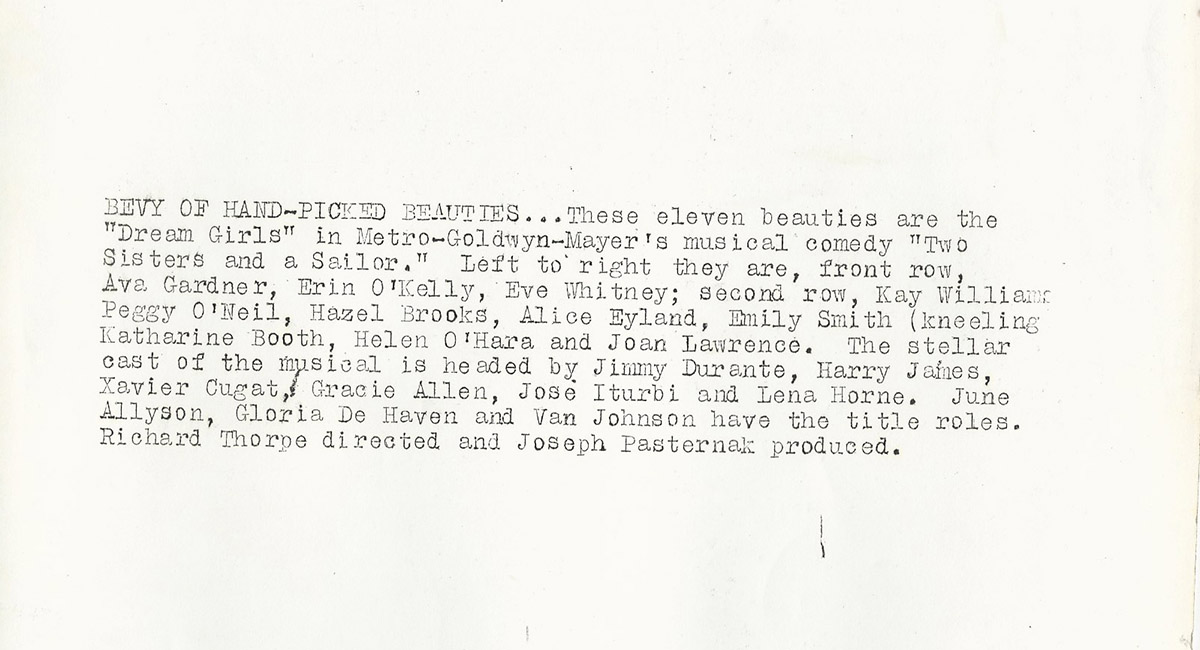 BEVY OF HAND-PICKED BEAUTIES...These eleven beauties are the
"Dream Girls" in Metro-Goldwyn-Mayer's musical comedy "Two
Sisters and a Sailor."  Left to right they are, front row,
Ava Gardner, Erin O'Kelly, Eve Whitney; second row, Kay Williams
Peggy O'Neil, Hazel Brooks, Alice Eyland, Emily Smith (kneeling
Katharine Booth, Helen O'Hara and Joan Lawrence.  The stellar
cast of the musical is headed by Jimmy Durante, Harry James,
Xavier Cugat, Gracie Allen, José Iturbi and Lena Horne.  June
Allyson, Gloria De Haven and Van Johnson have the title roles.
Richard Thorpe directed and Joseph Pasternak produced.